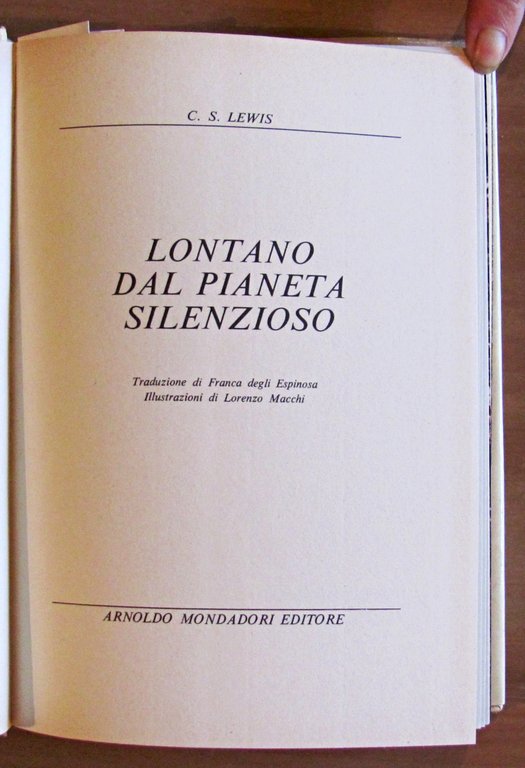 C. S. LEWIS
LONTANO
DAL PIANETA
SILENZIOSO
Traduzione di Franca degli Espinosa
Illustrazioni di Lorenzo Macchi
ARNOLDO MONDADORI EDITORE